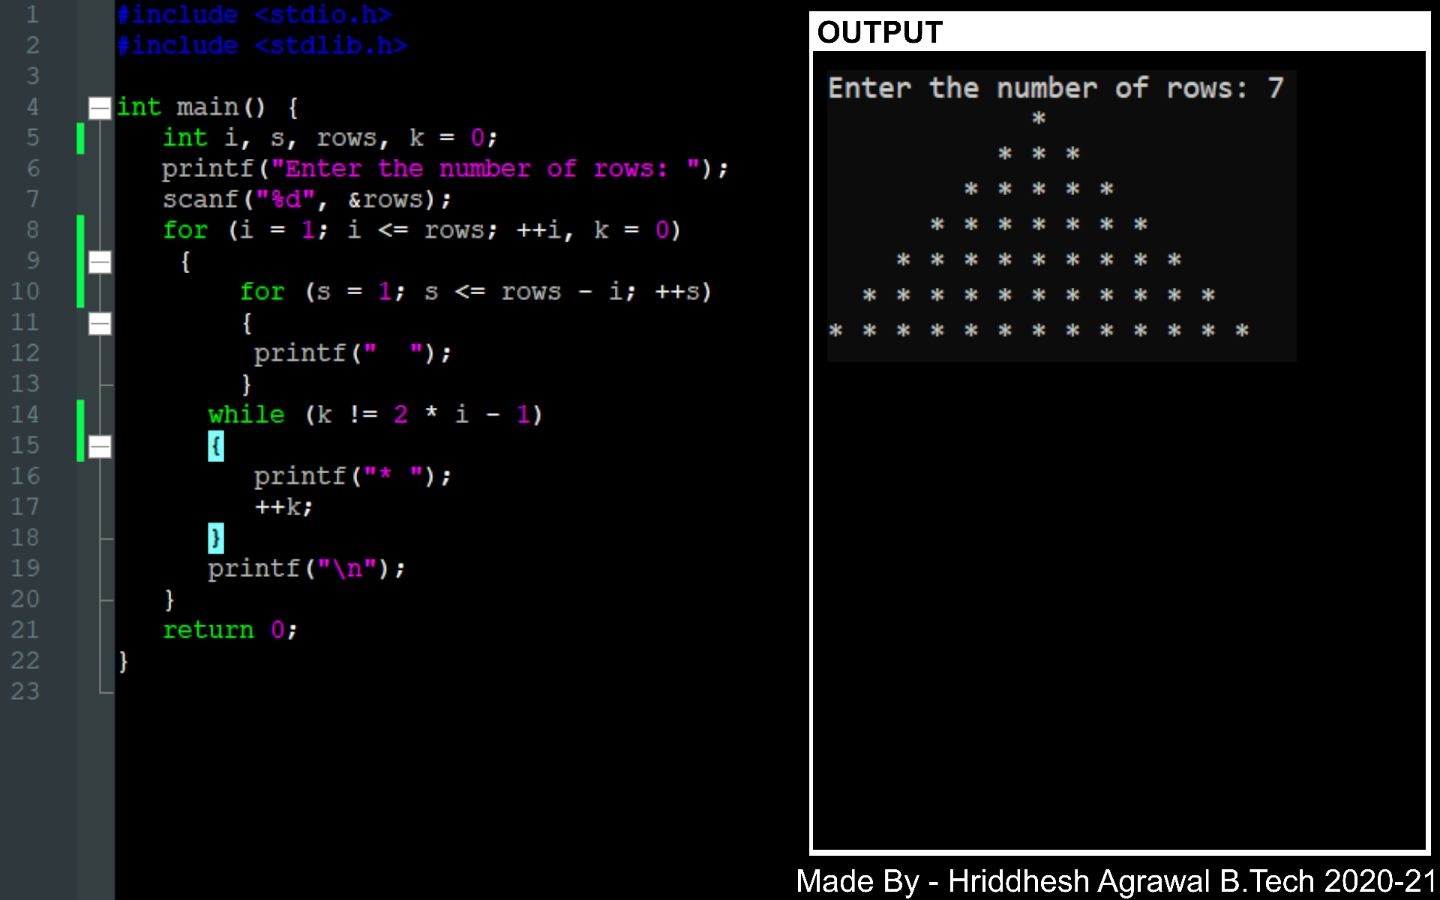 1 #include <stdio.h>
2 #include <stdlib.h>
3
4 int main() {
5 int i, s, rows, k = 0;
6 printf("Enter the number of rows: ");
7 scanf("%d", &rows);
8 for (i = 1; i <= rows; ++i, k = 0)
9 {
10 for (s = 1; s <= rows - i; ++s)
11 {
12 printf("  ");
13 }
14 while (k != 2 * i - 1)
15 {
16 printf("* ");
17 ++k;
18 }
19 printf("\n");
20 }
21 return 0;
22 }
23
OUTPUT
Enter the number of rows: 7
*
* * *
* * * * *
* * * * * * *
* * * * * * * * *
* * * * * * * * * * *
* * * * * * * * * * * * *
Made By - Hriddhesh Agrawal B.Tech 2020-21